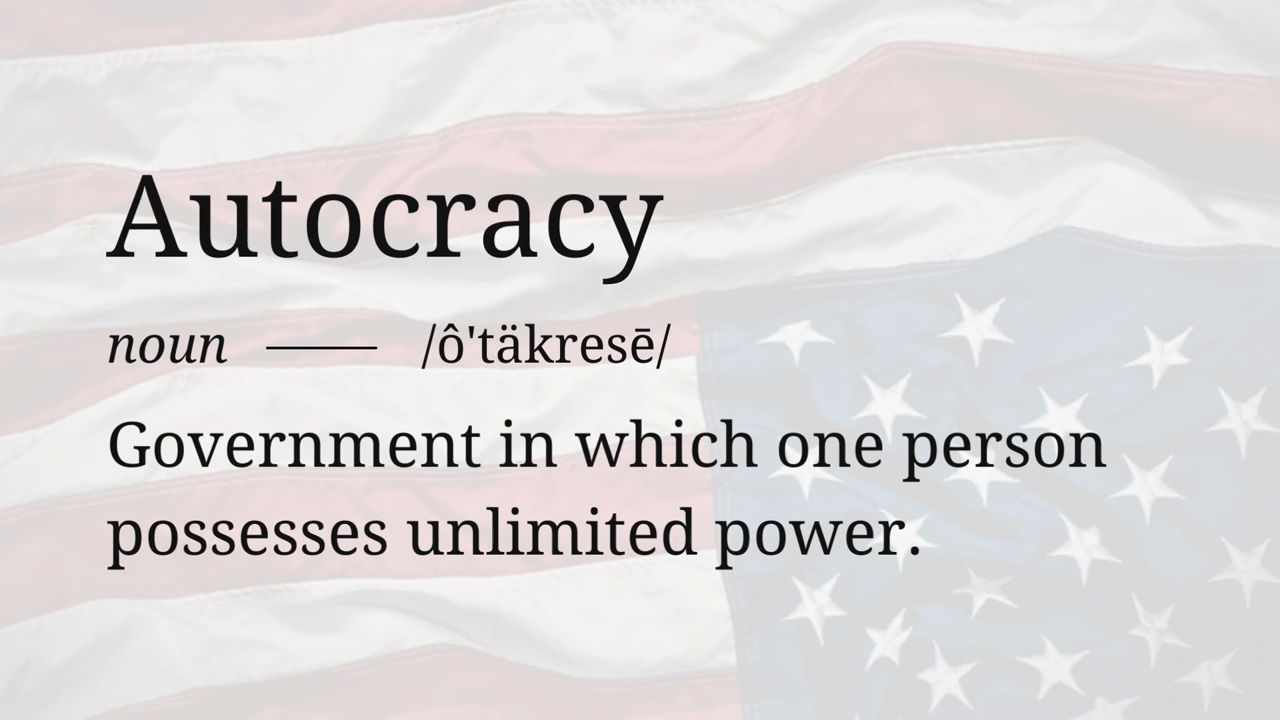 Autocracy
noun —— /ô'täkresē/
Government in which one person
possesses unlimited power.